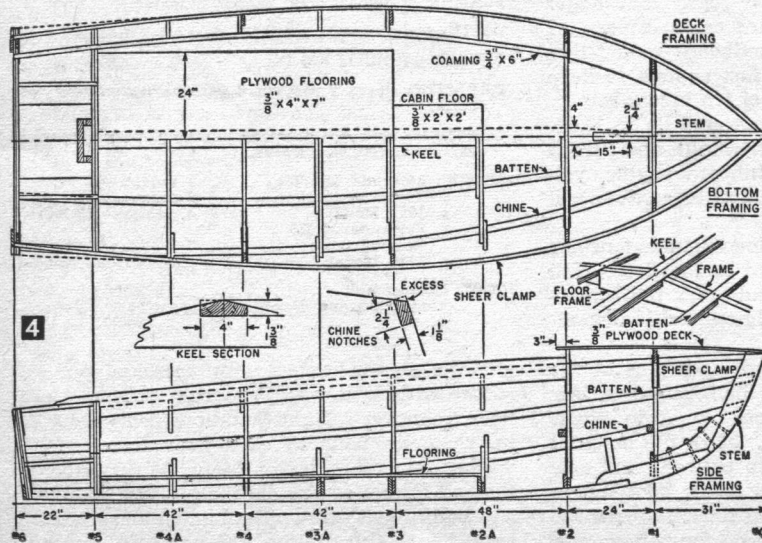 DECK
FRAMING
COAMING 3/4" X 6"
PLYWOOD FLOORING
3/8" X 4" X 7"
24"
CABIN FLOOR
3/8" X 2' X 2'
4"
2 1/4"
STEM
15"
KEEL
BATTEN
CHINE
BOTTOM
FRAMING
KEEL
FRAME
FLOOR
FRAME
BATTEN
SHEER CLAMP
4
4"
1 3/8"
KEEL SECTION
EXCESS
2 1/4"
CHINE
NOTCHES
1 1/8"
3"
3/8" PLYWOOD DECK
SHEER CLAMP
BATTEN
CHINE
FLOORING
STEM
SIDE
FRAMING
22" 42" 42" 48" 24" 31"
#6 #5 #4A #4 #3A #3 #2A #2 #1 #0